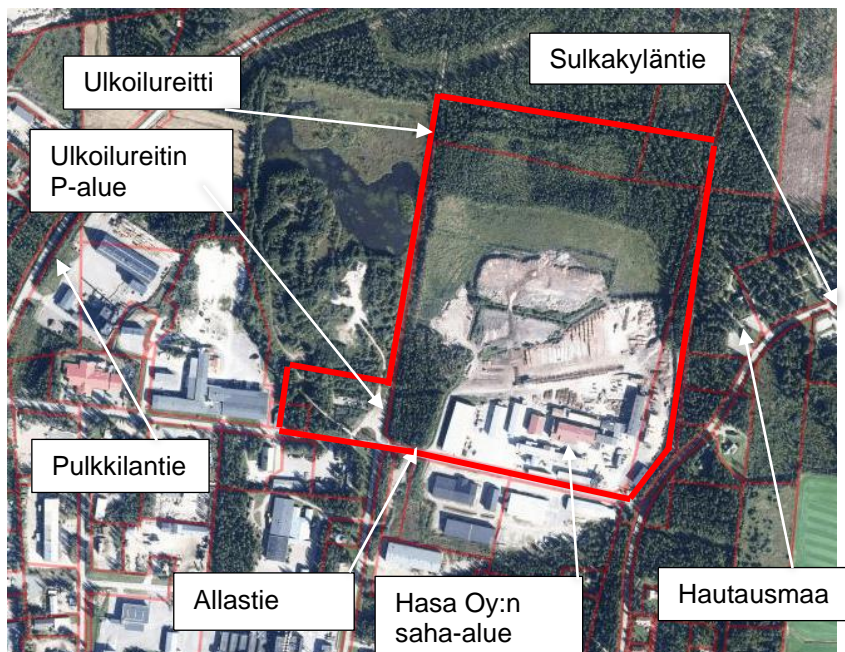 Sulkakyläntie
Ulkoilureitti
Ulkoilureitin
P-alue
Pulkkilantie
Allastie
Hasa Oy:n
saha-alue
Hautausmaa